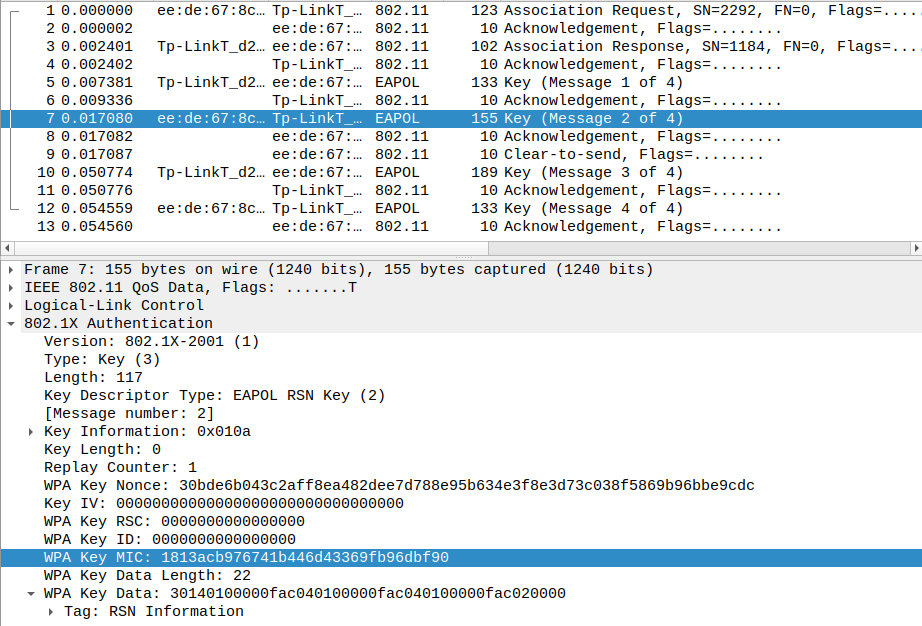 1 0.000000 ee:de:67:8c… Tp-LinkT_… 802.11 123 Association Request, SN=2292, FN=0, Flags=....
2 0.000002 ee:de:67:… 802.11 10 Acknowledgement, Flags=........
3 0.002401 Tp-LinkT_d2… ee:de:67:… 802.11 102 Association Response, SN=1184, FN=0, Flags=...
4 0.002402 Tp-LinkT_… 802.11 10 Acknowledgement, Flags=........
5 0.007381 Tp-LinkT_d2… ee:de:67:… EAPOL 133 Key (Message 1 of 4)
6 0.009336 Tp-LinkT_… 802.11 10 Acknowledgement, Flags=........
7 0.017080 ee:de:67:8c… Tp-LinkT_… EAPOL 155 Key (Message 2 of 4)
8 0.017082 ee:de:67:… 802.11 10 Acknowledgement, Flags=........
9 0.017087 ee:de:67:… 802.11 10 Clear-to-send, Flags=........
10 0.050774 Tp-LinkT_d2… ee:de:67:… EAPOL 189 Key (Message 3 of 4)
11 0.050776 Tp-LinkT_… 802.11 10 Acknowledgement, Flags=........
12 0.054559 ee:de:67:8c… Tp-LinkT_… EAPOL 133 Key (Message 4 of 4)
13 0.054560 ee:de:67:… 802.11 10 Acknowledgement, Flags=........
Frame 7: 155 bytes on wire (1240 bits), 155 bytes captured (1240 bits)
IEEE 802.11 QoS Data, Flags: .......T
Logical-Link Control
802.1X Authentication
Version: 802.1X-2001 (1)
Type: Key (3)
Length: 117
Key Descriptor Type: EAPOL RSN Key (2)
[Message number: 2]
Key Information: 0x010a
Key Length: 0
Replay Counter: 1
WPA Key Nonce: 30bde6b043c2aff8ea482dee7d788e95b634e3f8e3d73c038f5869b96bbe9cdc
Key IV: 00000000000000000000000000000000
WPA Key RSC: 0000000000000000
WPA Key ID: 0000000000000000
WPA Key MIC: 1813acb976741b446d43369fb96dbf90
WPA Key Data Length: 22
WPA Key Data: 30140100000fac040100000fac040100000fac020000
Tag: RSN Information